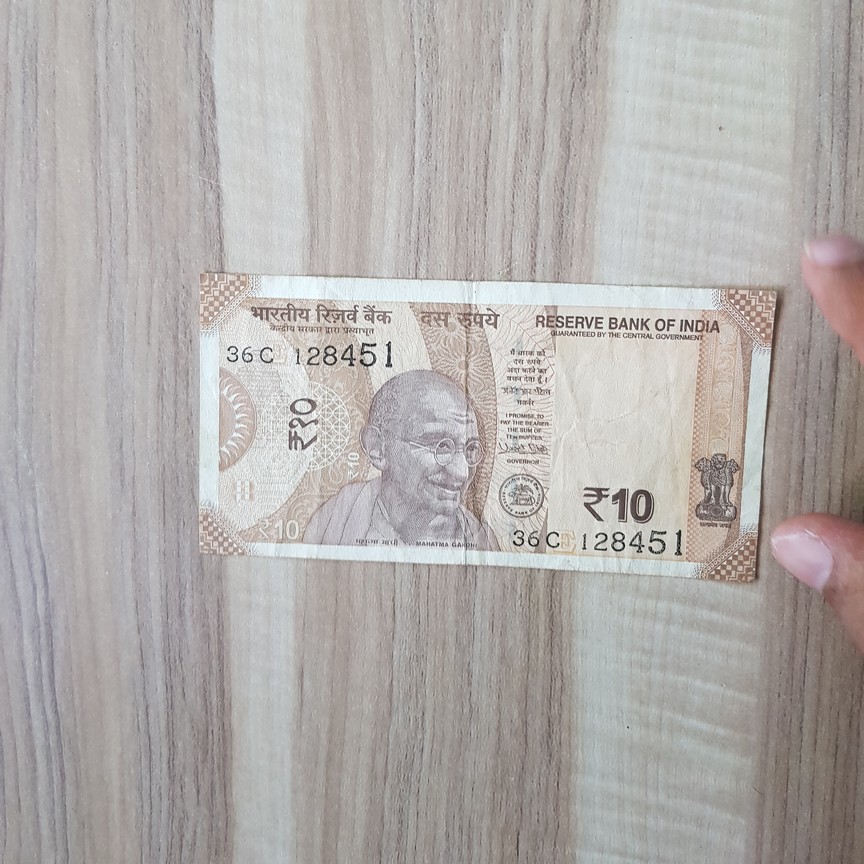 भारतीय रिज़र्व बैंक
केन्द्रीय सरकार द्वारा प्रत्याभूत
दस रुपये
RESERVE BANK OF INDIA
GUARANTEED BY THE CENTRAL GOVERNMENT
36C 128451
मैं धारक को
दस रुपये
अदा करने का
वचन देता हूँ।
गवर्नर
I PROMISE TO
PAY THE BEARER
THE SUM OF
TEN RUPEES
GOVERNOR
₹१०
₹10
₹10
₹10
महात्मा गांधी MAHATMA GANDHI
36C 128451
सत्यमेव जयते